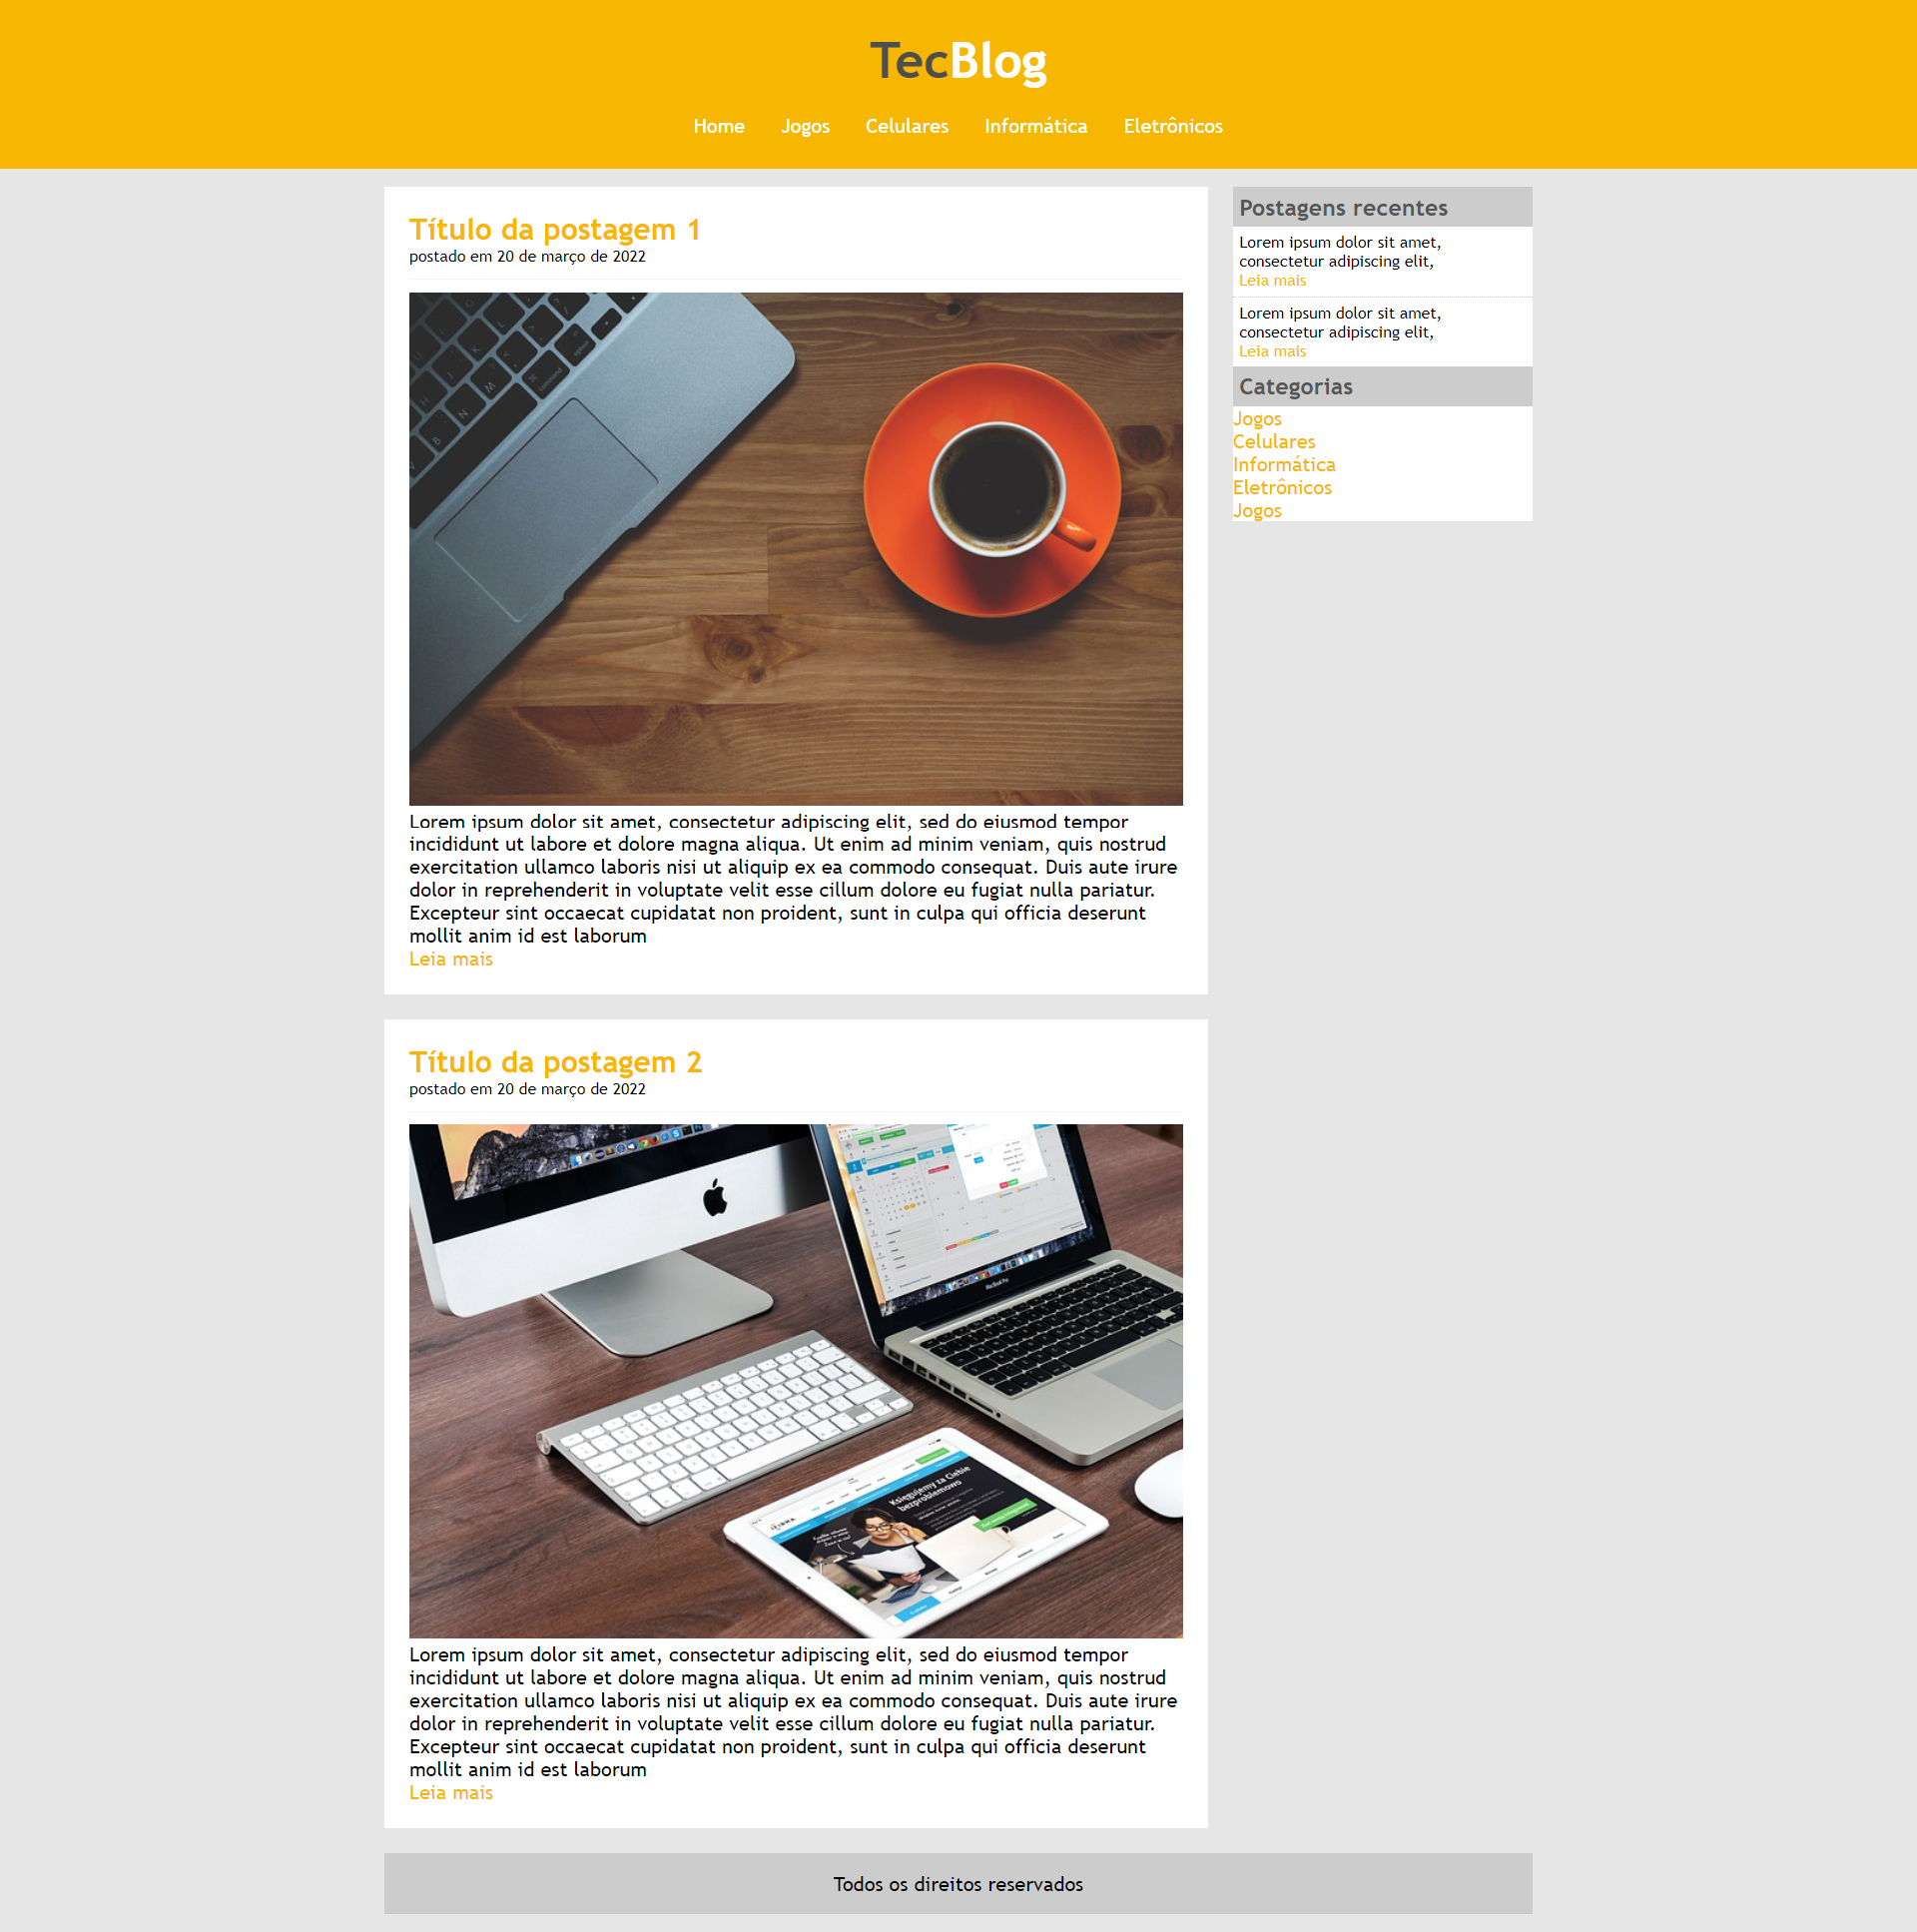 TecBlog
Home Jogos Celulares Informática Eletrônicos
Título da postagem 1
postado em 20 de março de 2022
option
command
Lorem ipsum dolor sit amet, consectetur adipiscing elit, sed do eiusmod tempor
incididunt ut labore et dolore magna aliqua. Ut enim ad minim veniam, quis nostrud
exercitation ullamco laboris nisi ut aliquip ex ea commodo consequat. Duis aute irure
dolor in reprehenderit in voluptate velit esse cillum dolore eu fugiat nulla pariatur.
Excepteur sint occaecat cupidatat non proident, sunt in culpa qui officia deserunt
mollit anim id est laborum
Leia mais
Título da postagem 2
postado em 20 de março de 2022
MacBook Pro
Księgujemy za Ciebie
bezproblemowo
Lorem ipsum dolor sit amet, consectetur adipiscing elit, sed do eiusmod tempor
incididunt ut labore et dolore magna aliqua. Ut enim ad minim veniam, quis nostrud
exercitation ullamco laboris nisi ut aliquip ex ea commodo consequat. Duis aute irure
dolor in reprehenderit in voluptate velit esse cillum dolore eu fugiat nulla pariatur.
Excepteur sint occaecat cupidatat non proident, sunt in culpa qui officia deserunt
mollit anim id est laborum
Leia mais
Postagens recentes
Lorem ipsum dolor sit amet,
consectetur adipiscing elit,
Leia mais
Lorem ipsum dolor sit amet,
consectetur adipiscing elit,
Leia mais
Categorias
Jogos
Celulares
Informática
Eletrônicos
Jogos
Todos os direitos reservados